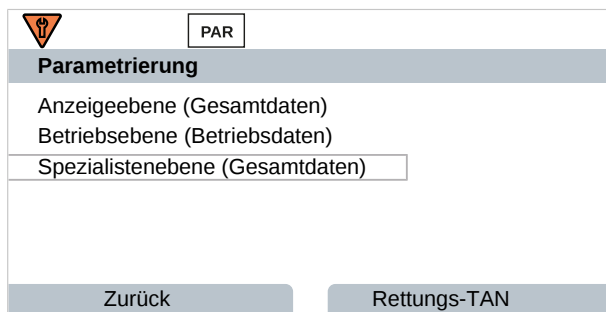 PAR
Parametrierung
Anzeigeebene (Gesamtdaten)
Betriebsebene (Betriebsdaten)
Spezialistenebene (Gesamtdaten)
Zurück Rettungs-TAN